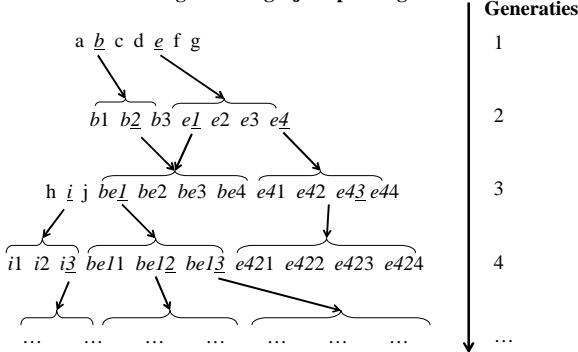 Generaties
a b c d e f g 1
b1 b2 b3 e1 e2 e3 e4 2
h i j be1 be2 be3 be4 e41 e42 e43 e44 3
i1 i2 i3 be11 be12 be13 e421 e422 e423 e424 4
... ... ... ... ... ... ... ...